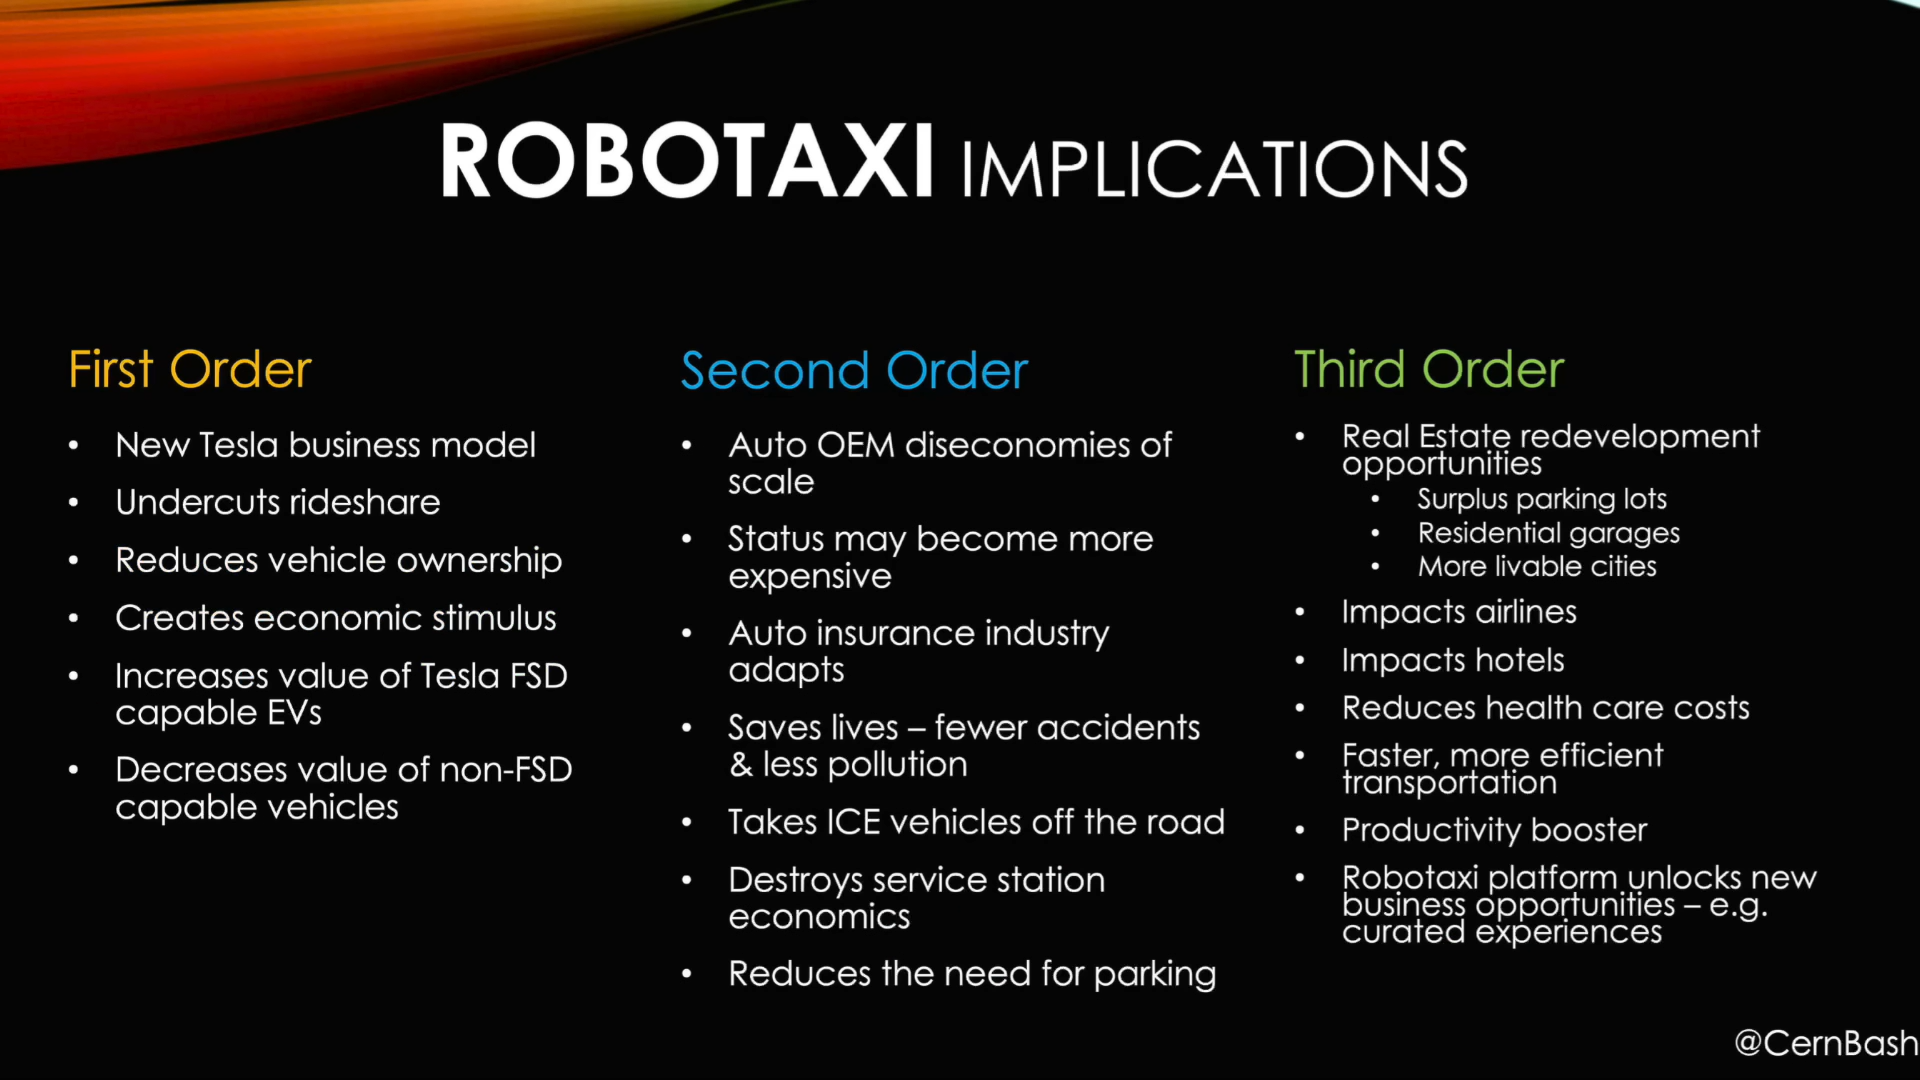 ROBOTAXI IMPLICATIONS
First Order
• New Tesla business model
• Undercuts rideshare
• Reduces vehicle ownership
• Creates economic stimulus
• Increases value of Tesla FSD
capable EVs
• Decreases value of non-FSD
capable vehicles
Second Order
• Auto OEM diseconomies of
scale
• Status may become more
expensive
• Auto insurance industry
adapts
• Saves lives – fewer accidents
& less pollution
• Takes ICE vehicles off the road
• Destroys service station
economics
• Reduces the need for parking
Third Order
• Real Estate redevelopment
opportunities
• Surplus parking lots
• Residential garages
• More livable cities
• Impacts airlines
• Impacts hotels
• Reduces health care costs
• Faster, more efficient
transportation
• Productivity booster
• Robotaxi platform unlocks new
business opportunities – e.g.
curated experiences
@CernBash